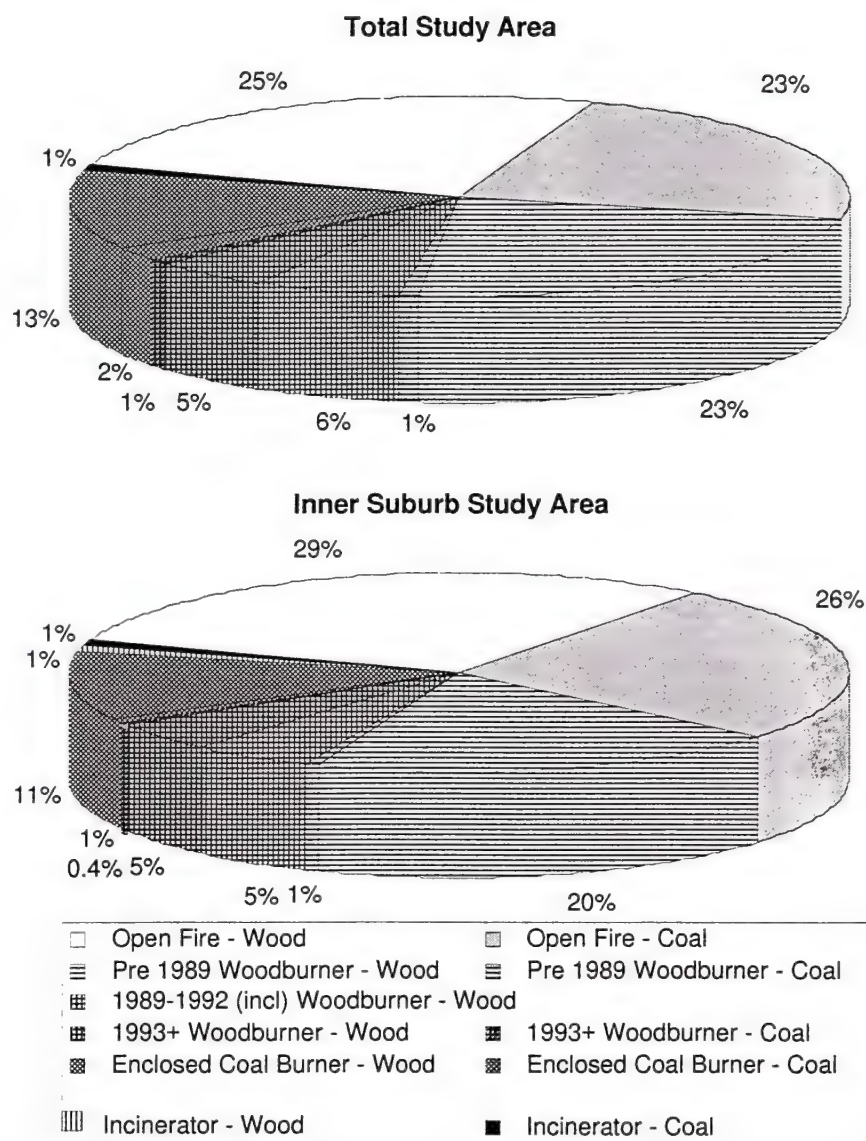 Total Study Area
25% 23%
1%
13%
2%
1% 5%
6% 1% 23%
Inner Suburb Study Area
29%
26%
1%
1%
11%
1%
0.4% 5%
5% 1% 20%
Open Fire - Wood Open Fire - Coal
Pre 1989 Woodburner - Wood Pre 1989 Woodburner - Coal
1989-1992 (incl) Woodburner - Wood
1993+ Woodburner - Wood 1993+ Woodburner - Coal
Enclosed Coal Burner - Wood Enclosed Coal Burner - Coal
Incinerator - Wood Incinerator - Coal